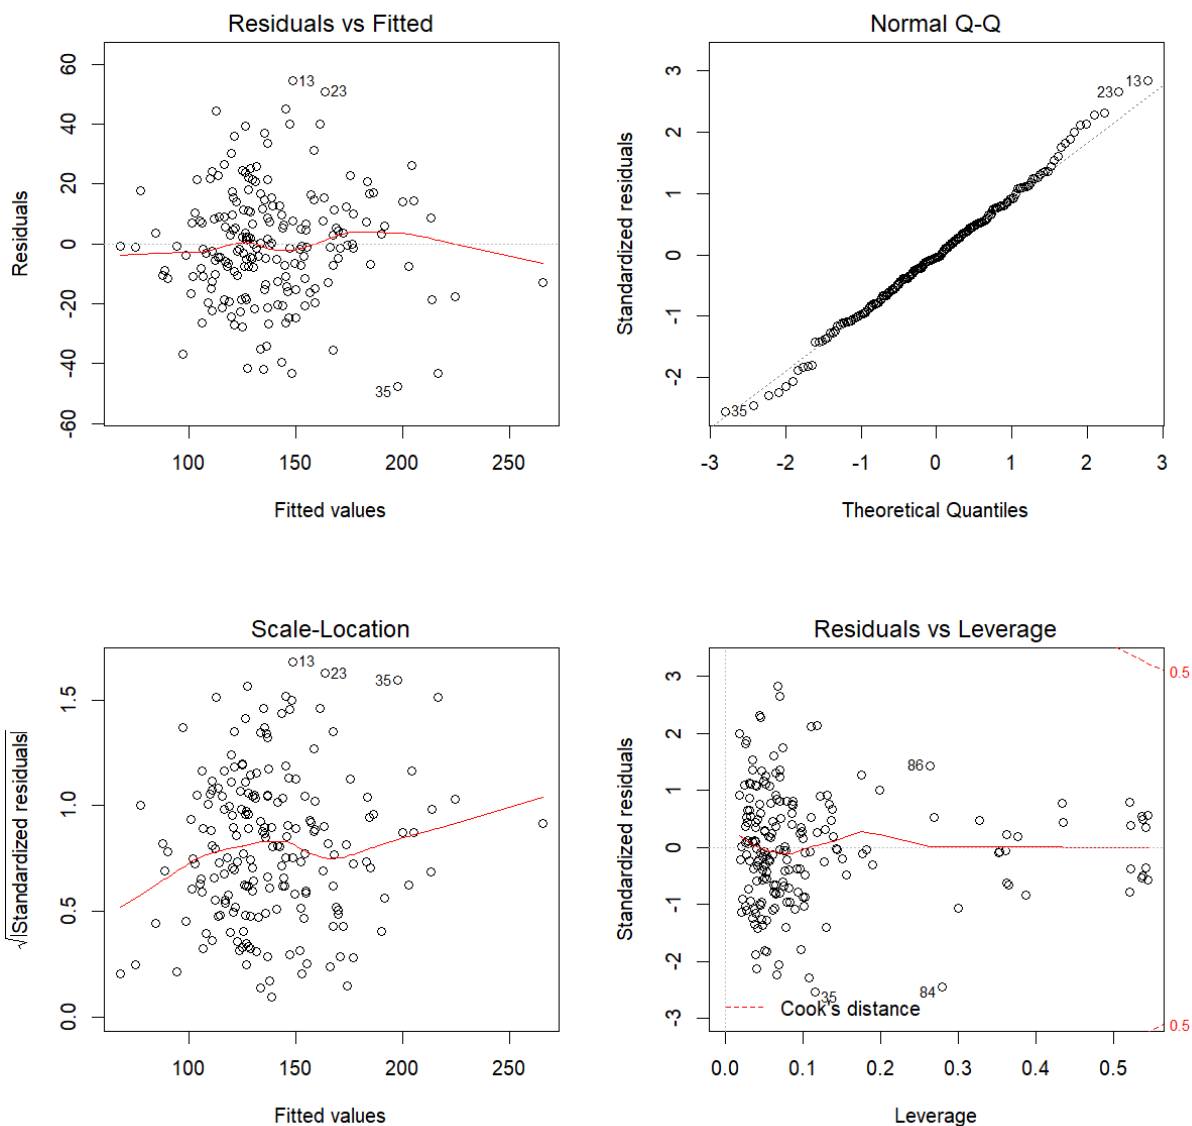 Residuals vs Fitted
60
40
20
0
-20
-40
-60
Residuals
13
23
35
100 150 200 250
Fitted values
Normal Q-Q
3
2
1
0
-1
-2
Standardized residuals
23 13
35
-3 -2 -1 0 1 2 3
Theoretical Quantiles
Scale-Location
1.5
1.0
0.5
0.0
√|Standardized residuals|
13
23 35
100 150 200 250
Fitted values
Residuals vs Leverage
3
2
1
0
-1
-2
-3
Standardized residuals
0.5
86
35
84
Cook's distance
0.5
0.0 0.1 0.2 0.3 0.4 0.5
Leverage